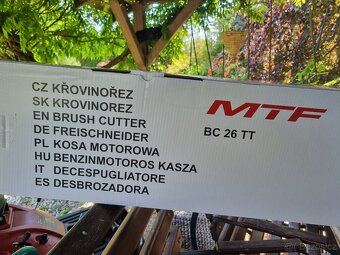 CZ KŘOVINOŘEZ
SK KROVINOREZ
EN BRUSH CUTTER
DE FREISCHNEIDER
PL KOSA MOTOROWA
HU BENZINMOTOROS KASZA
IT DECESPUGLIATORE
ES DESBROZADORA
MTF
BC 26 TT